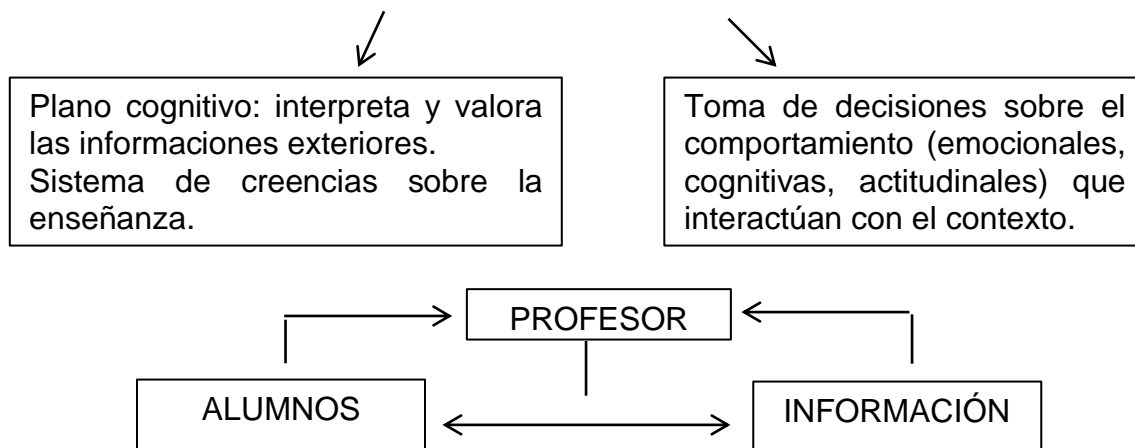 Plano cognitivo: interpreta y valora
las informaciones exteriores.
Sistema de creencias sobre la
enseñanza.
Toma de decisiones sobre el
comportamiento (emocionales,
cognitivas, actitudinales) que
interactúan con el contexto.
PROFESOR
ALUMNOS
INFORMACIÓN